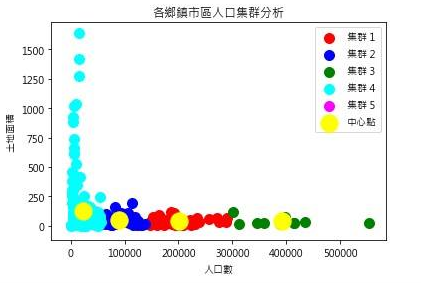 各鄉鎮市區人口集群分析
集群 1
集群 2
集群 3
集群 4
集群 5
中心點
土地面積
1500
1250
1000
750
500
250
0
0
100000
200000
300000
400000
500000
人口數